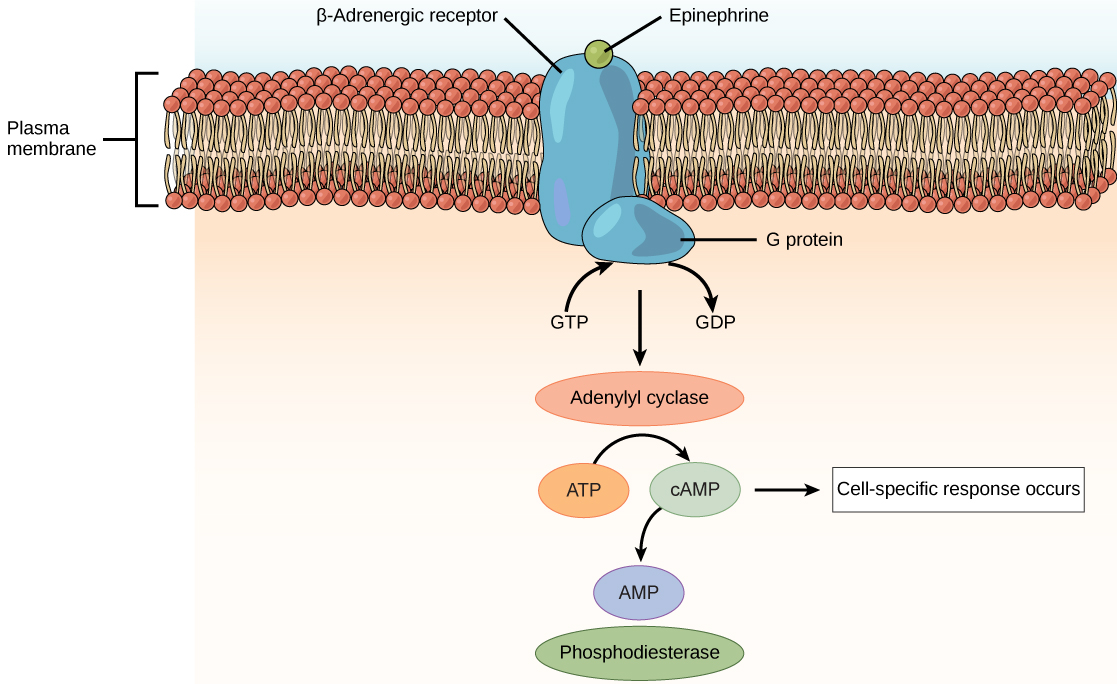 β-Adrenergic receptor
Epinephrine
Plasma
membrane
G protein
GTP
GDP
Adenylyl cyclase
ATP
cAMP
Cell-specific response occurs
AMP
Phosphodiesterase